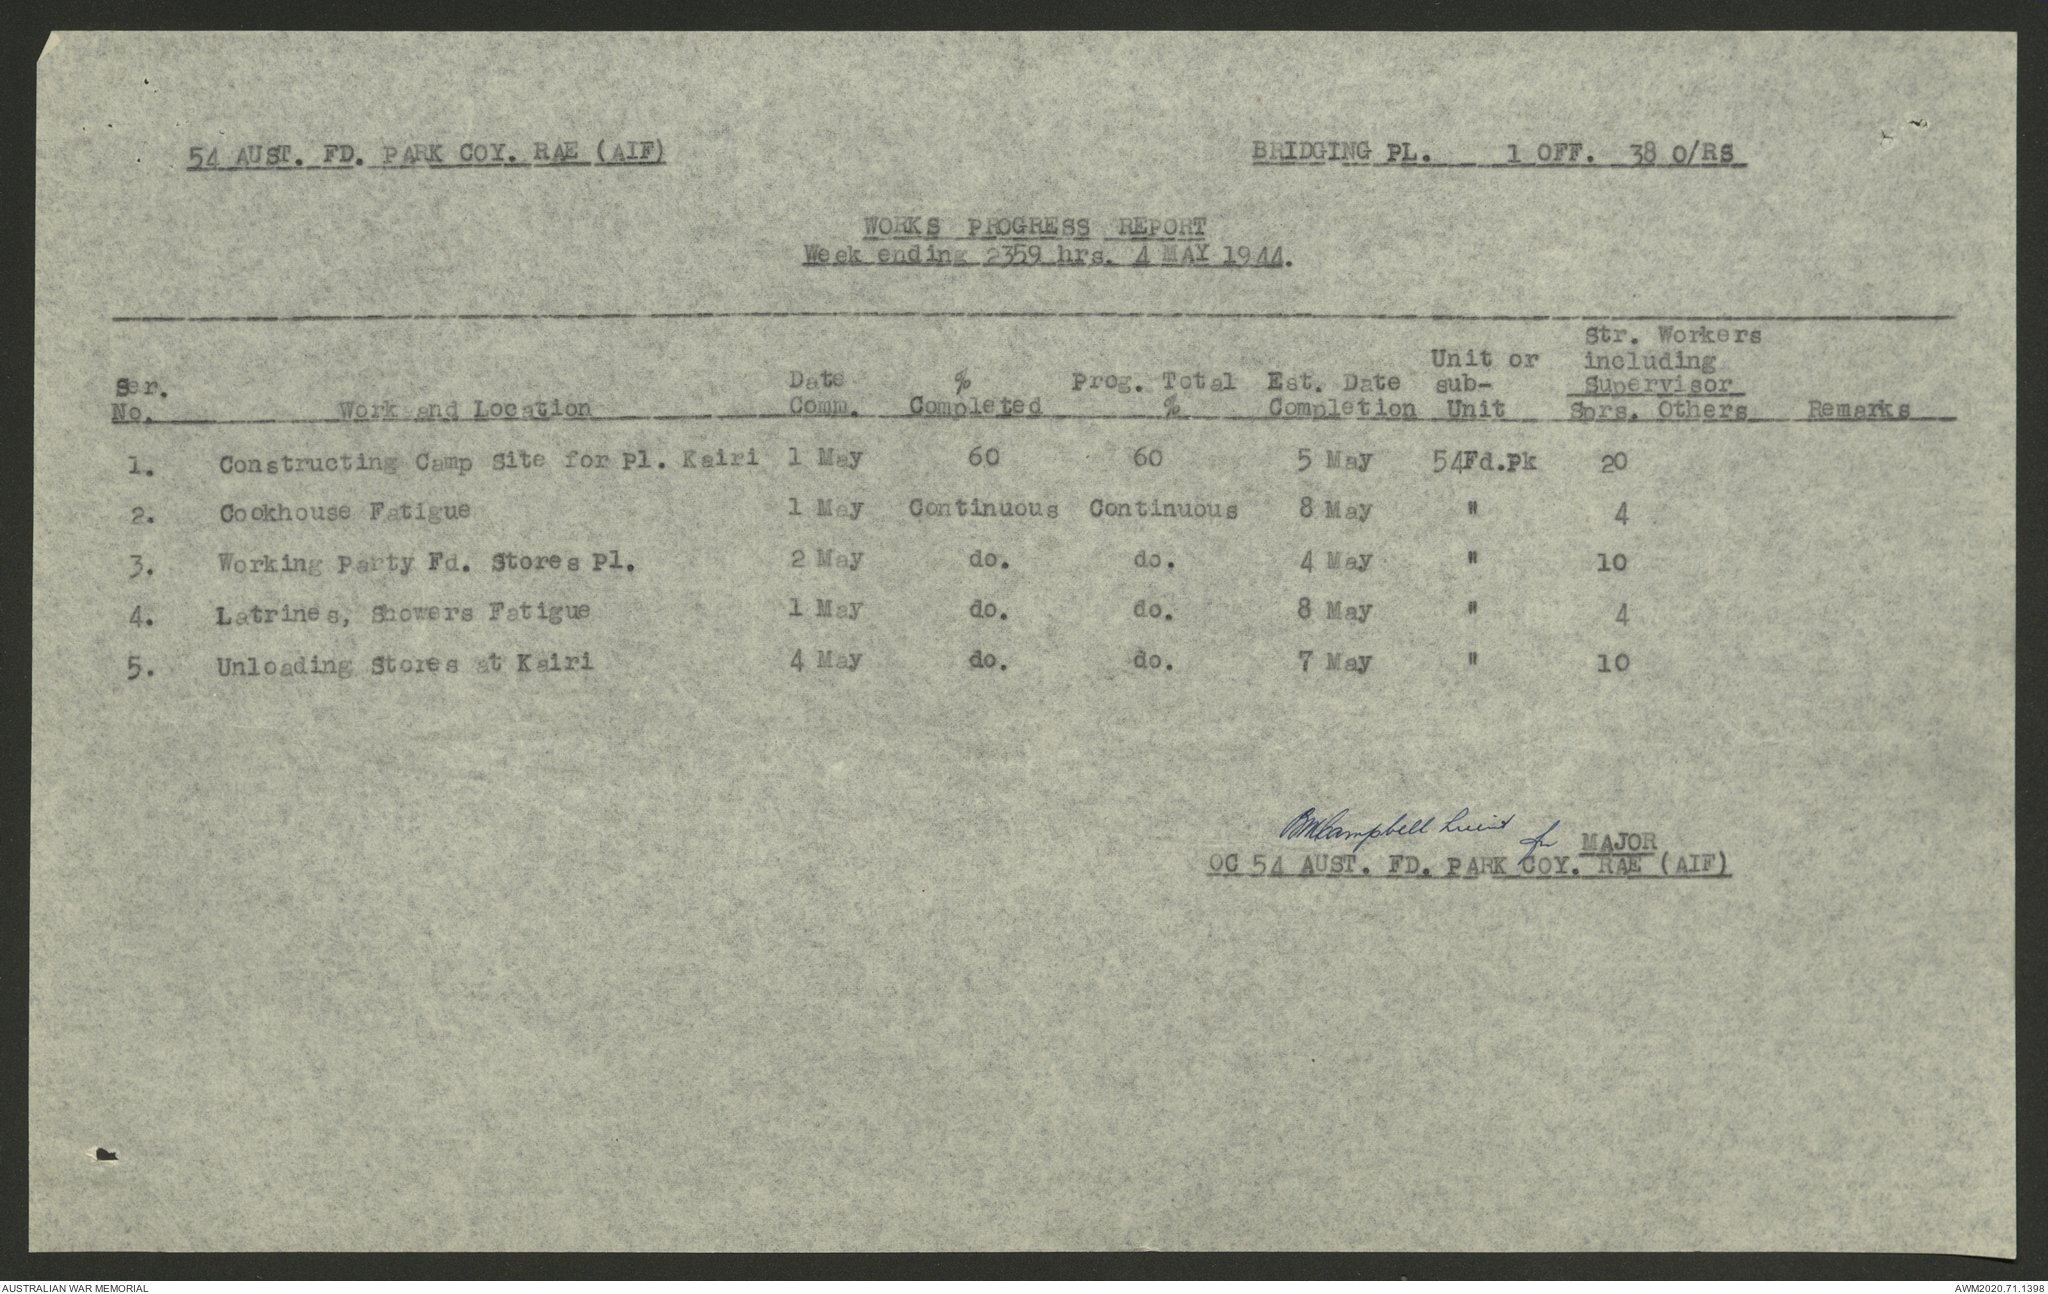 54 AUST. FD. PARK COY. RAE (AIF)
BRIDGING PL. 1 OFF. 38 O/RS
WORKS PROGRESS REPORT
Week ending 2359 hrs. 4 MAY 1944.
Ser. No. Work and Location Date Comm. % Completed Prog. Total % Est. Date Completion Unit or sub-Unit Str. Workers including Supervisor Sprs. Others Remarks
1. Constructing Camp Site for Pl. Kairi 1 May 60 60 5 May 54Fd.Pk 20
2. Cookhouse Fatigue 1 May Continuous Continuous 8 May " 4
3. Working Party Fd. Stores Pl. 2 May do. do. 4 May " 10
4. Latrines, Showers Fatigue 1 May do. do. 8 May " 4
5. Unloading Stores at Kairi 4 May do. do. 7 May " 10
BMCampbell Lieut for MAJOR
OC 54 AUST. FD. PARK COY. RAE (AIF)
AUSTRALIAN WAR MEMORIAL
AWM2020.71.1398